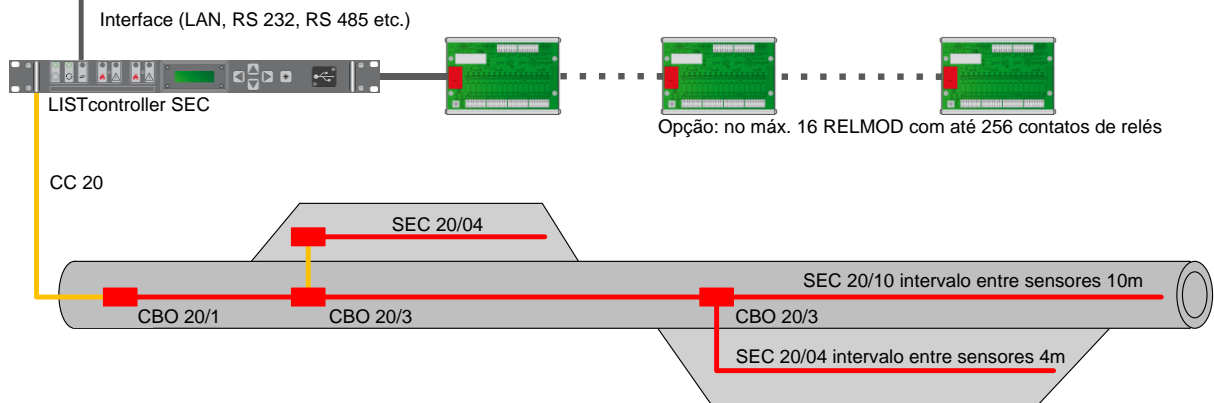 Interface (LAN, RS 232, RS 485 etc.)
LISTcontroller SEC
Opção: no máx. 16 RELMOD com até 256 contatos de relés
CC 20
SEC 20/04
SEC 20/10 intervalo entre sensores 10m
CBO 20/1
CBO 20/3
CBO 20/3
SEC 20/04 intervalo entre sensores 4m